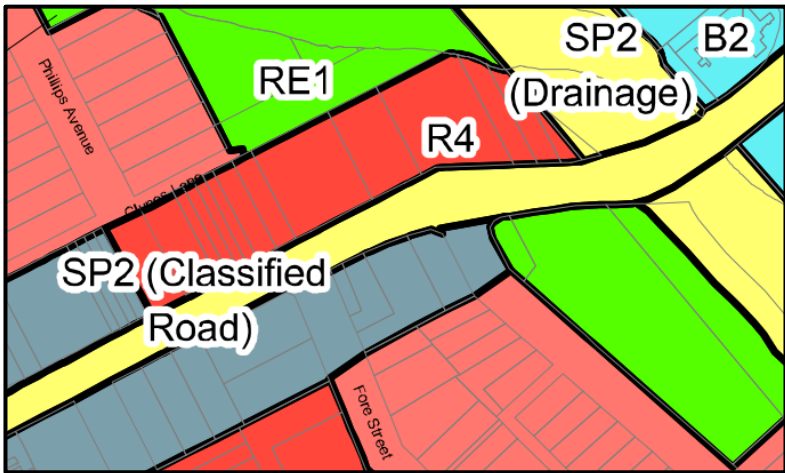 SP2
(Drainage)
B2
RE1
R4
Phillips Avenue
Clynes Lane
SP2 (Classified
Road)
Fore Street